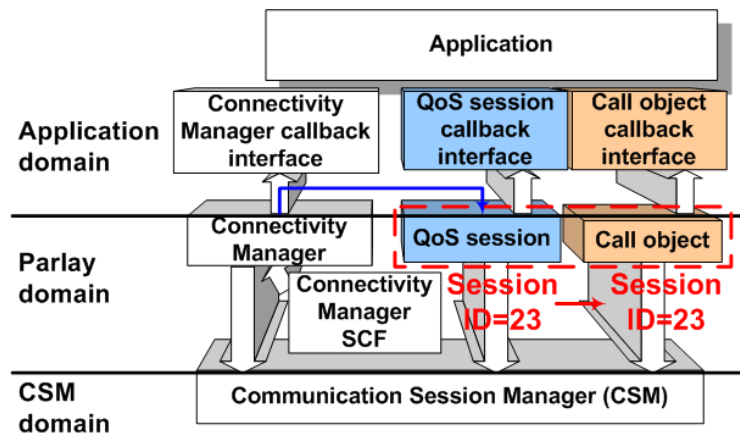 Application
Connectivity
Manager callback
interface
QoS session
callback
interface
Call object
callback
interface
Application
domain
Connectivity
Manager
QoS session
Call object
Parlay
domain
Connectivity
Manager
SCF
Session
ID=23
Session
ID=23
Communication Session Manager (CSM)
CSM
domain